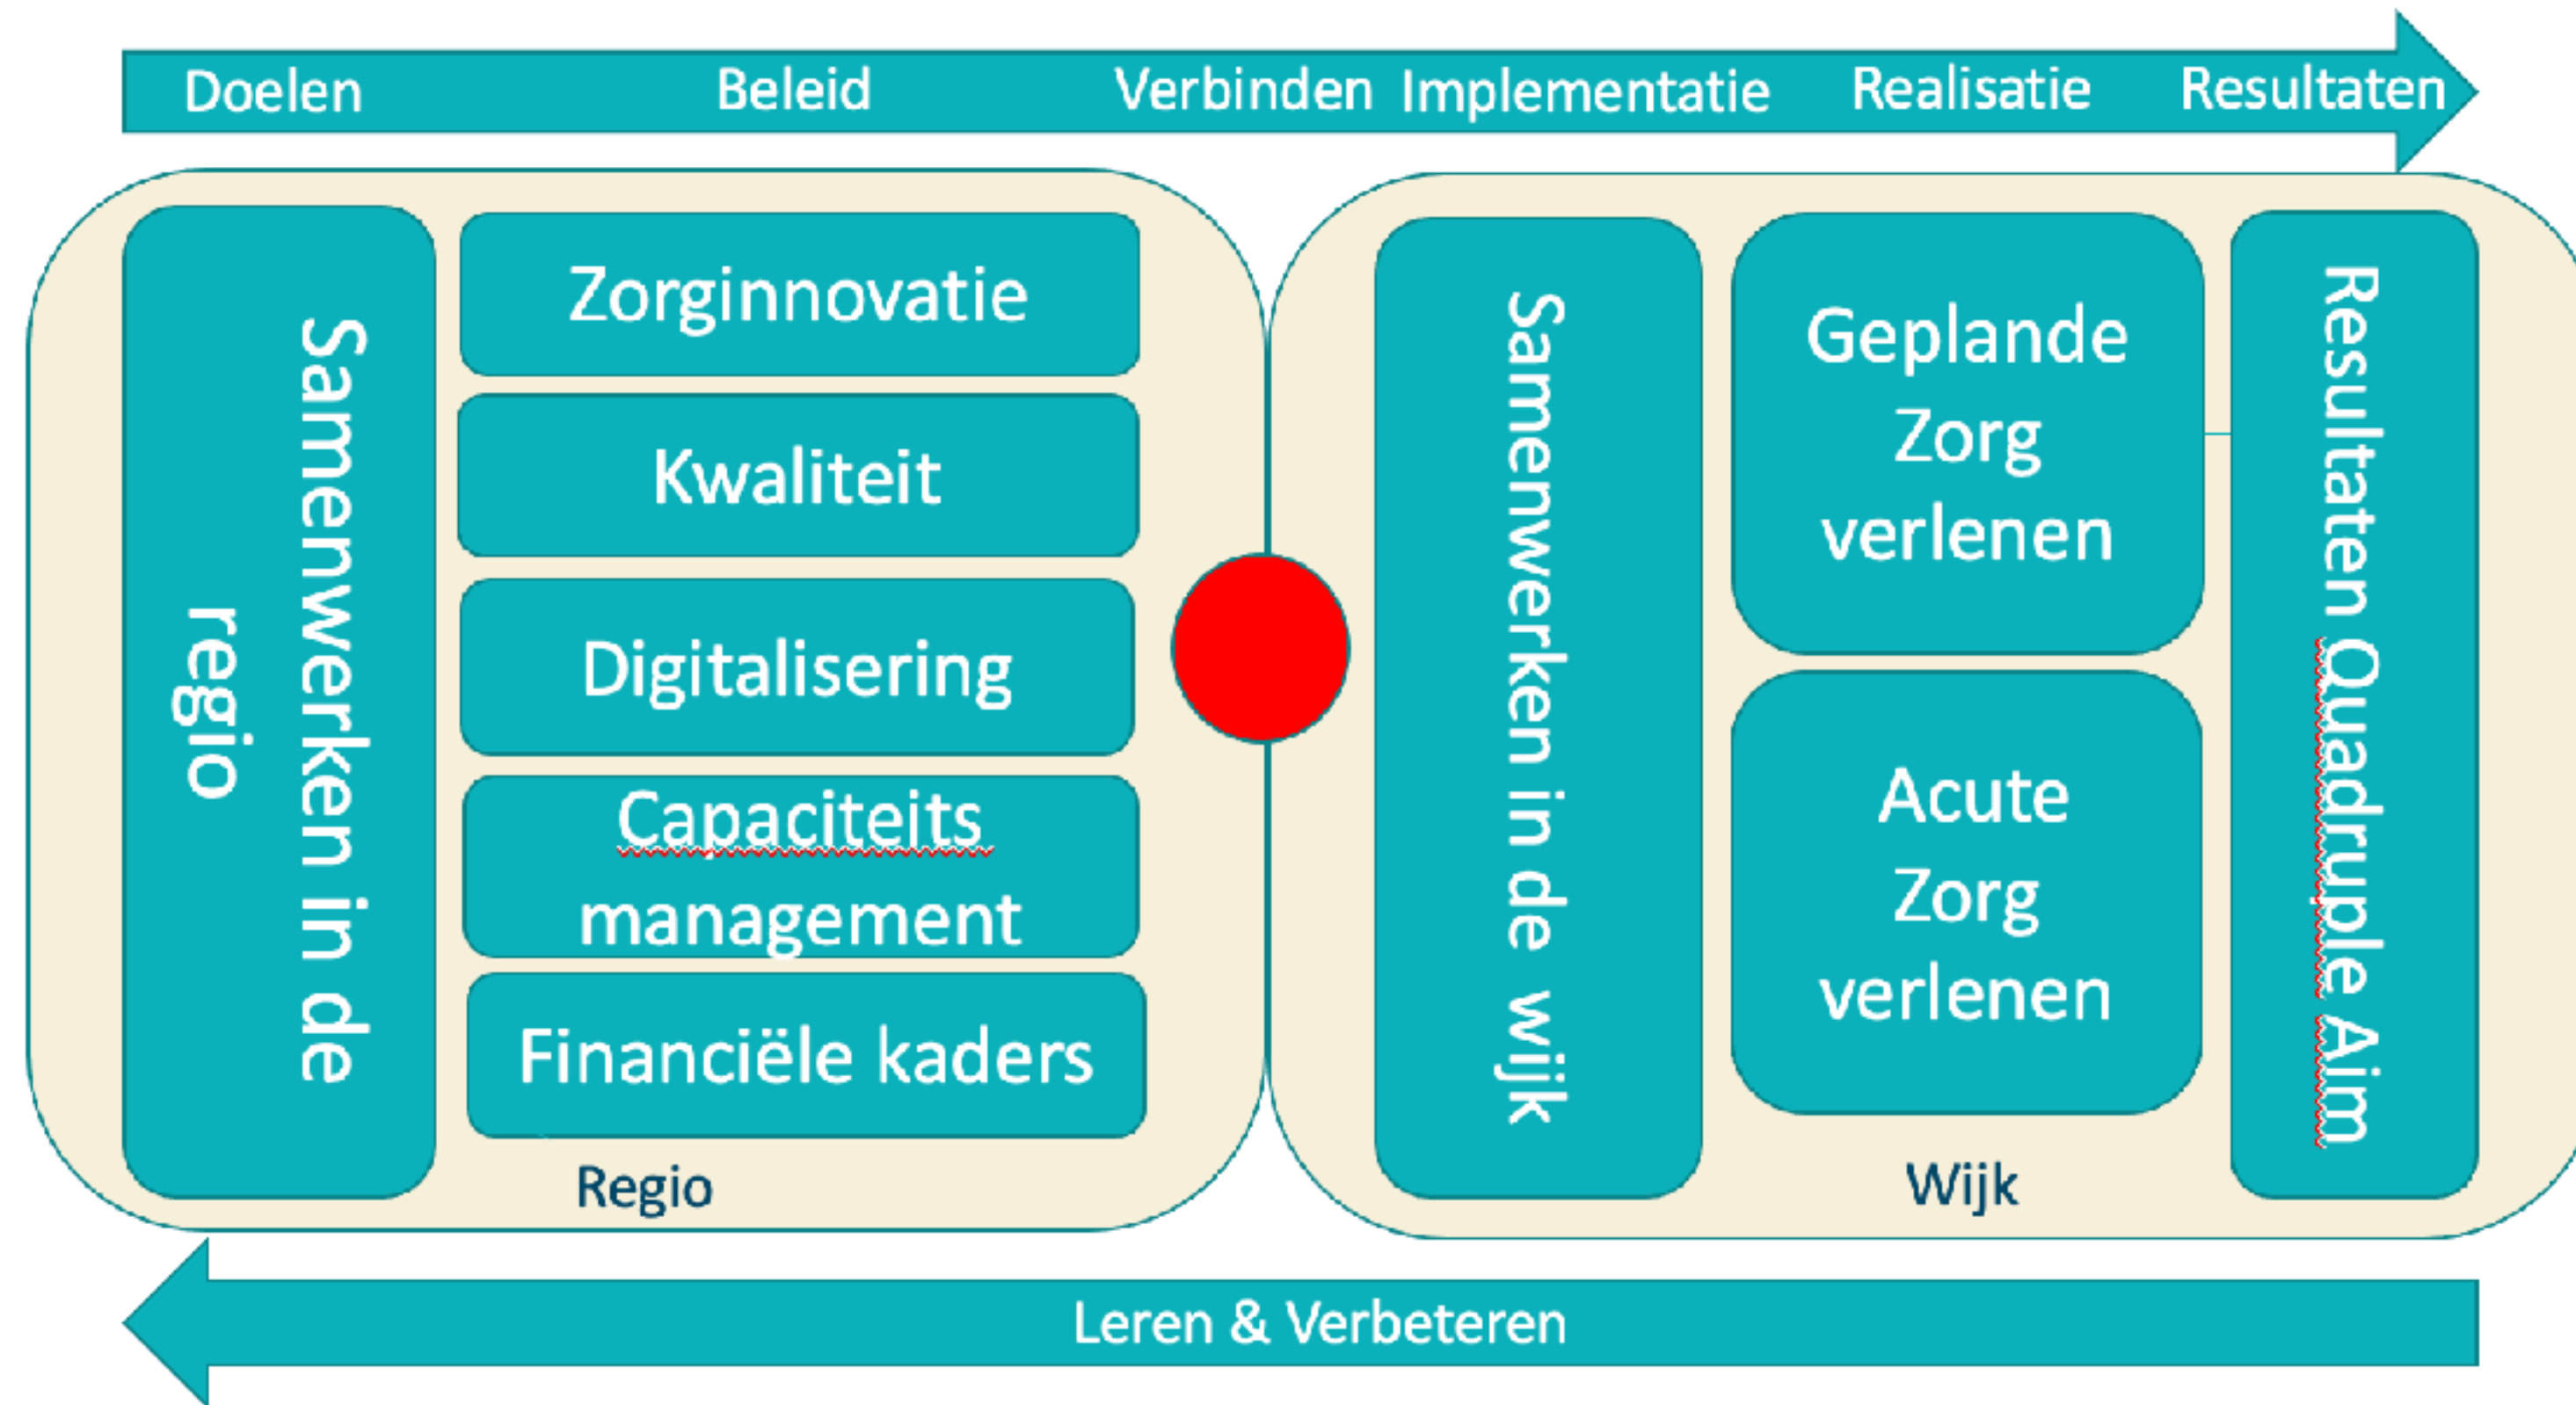 Doelen
Beleid
Verbinden
Implementatie
Realisatie
Resultaten
Samenwerken in de
regio
Zorginnovatie
Kwaliteit
Digitalisering
Capaciteits
management
Financiële kaders
Regio
Samenwerken in de wijk
Geplande
Zorg
verlenen
Acute
Zorg
verlenen
Resultaten Quadruple Aim
Wijk
Leren & Verbeteren